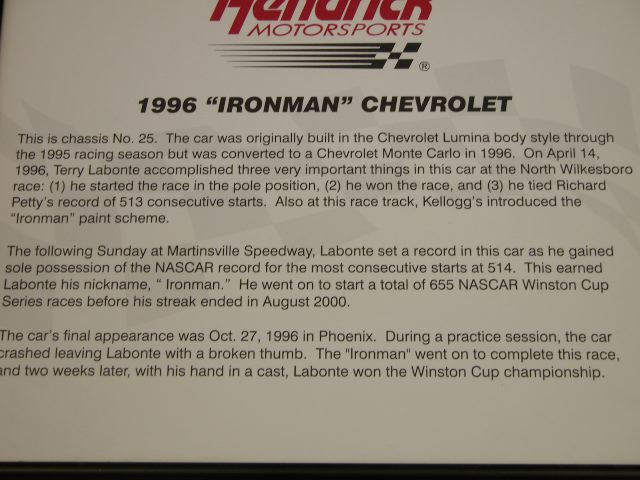 Hendrick
MOTORSPORTS
®
1996 “IRONMAN” CHEVROLET
This is chassis No. 25. The car was originally built in the Chevrolet Lumina body style through
the 1995 racing season but was converted to a Chevrolet Monte Carlo in 1996. On April 14,
1996, Terry Labonte accomplished three very important things in this car at the North Wilkesboro
race: (1) he started the race in the pole position, (2) he won the race, and (3) he tied Richard
Petty's record of 513 consecutive starts. Also at this race track, Kellogg's introduced the
“Ironman” paint scheme.
The following Sunday at Martinsville Speedway, Labonte set a record in this car as he gained
sole possession of the NASCAR record for the most consecutive starts at 514. This earned
Labonte his nickname, “ Ironman.” He went on to start a total of 655 NASCAR Winston Cup
Series races before his streak ended in August 2000.
The car's final appearance was Oct. 27, 1996 in Phoenix. During a practice session, the car
crashed leaving Labonte with a broken thumb. The "Ironman" went on to complete this race,
and two weeks later, with his hand in a cast, Labonte won the Winston Cup championship.